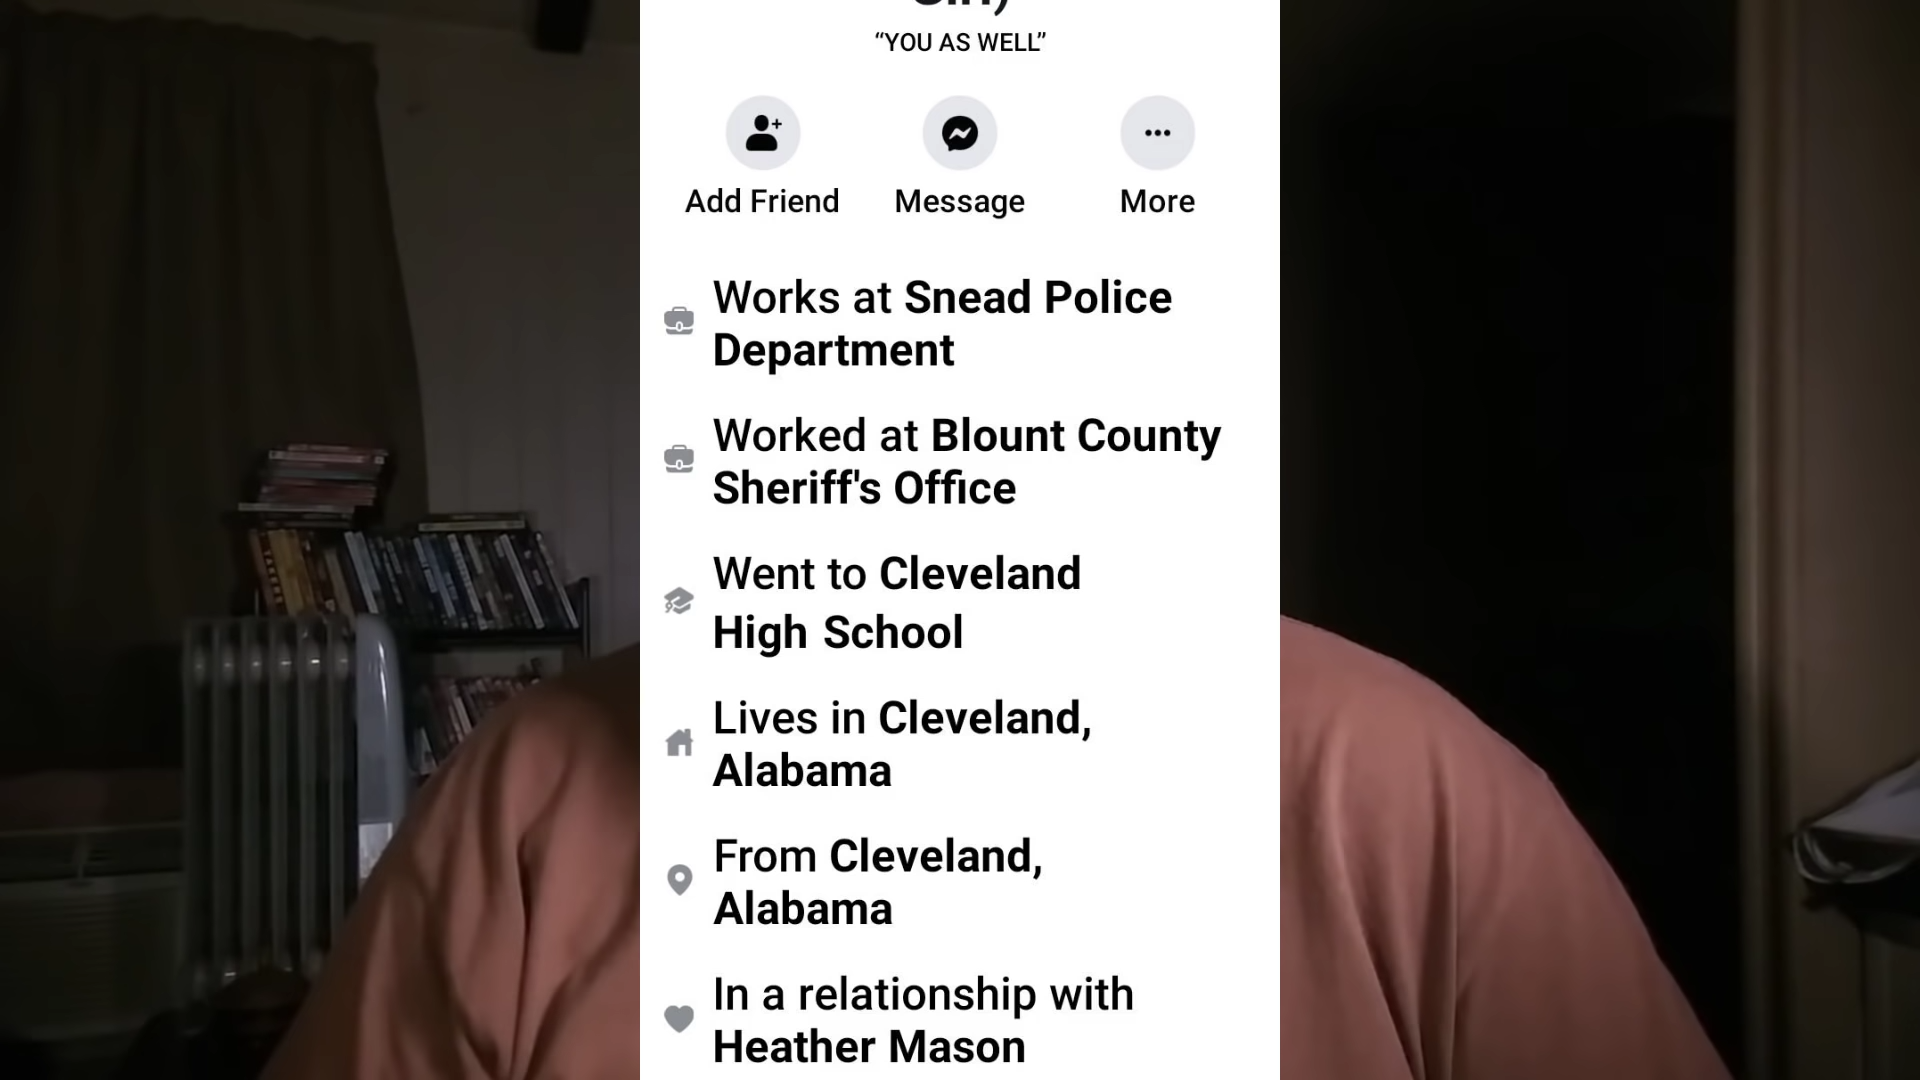 “YOU AS WELL”
Add Friend
Message
More
Works at Snead Police
Department
Worked at Blount County
Sheriff's Office
Went to Cleveland
High School
Lives in Cleveland,
Alabama
From Cleveland,
Alabama
In a relationship with
Heather Mason